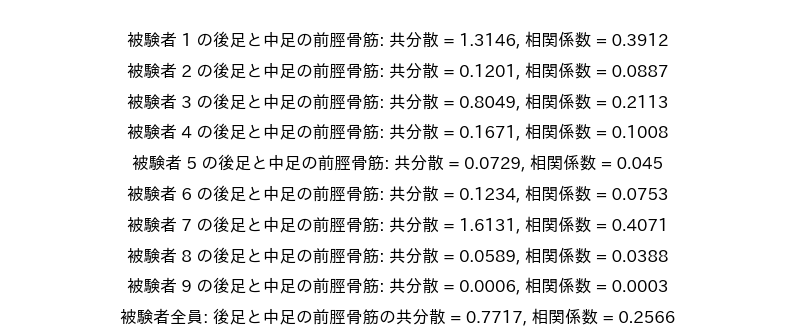 被験者 1 の後足と中足の前脛骨筋: 共分散 = 1.3146, 相関係数 = 0.3912
被験者 2 の後足と中足の前脛骨筋: 共分散 = 0.1201, 相関係数 = 0.0887
被験者 3 の後足と中足の前脛骨筋: 共分散 = 0.8049, 相関係数 = 0.2113
被験者 4 の後足と中足の前脛骨筋: 共分散 = 0.1671, 相関係数 = 0.1008
被験者 5 の後足と中足の前脛骨筋: 共分散 = 0.0729, 相関係数 = 0.045
被験者 6 の後足と中足の前脛骨筋: 共分散 = 0.1234, 相関係数 = 0.0753
被験者 7 の後足と中足の前脛骨筋: 共分散 = 1.6131, 相関係数 = 0.4071
被験者 8 の後足と中足の前脛骨筋: 共分散 = 0.0589, 相関係数 = 0.0388
被験者 9 の後足と中足の前脛骨筋: 共分散 = 0.0006, 相関係数 = 0.0003
被験者全員: 後足と中足の前脛骨筋の共分散 = 0.7717, 相関係数 = 0.2566